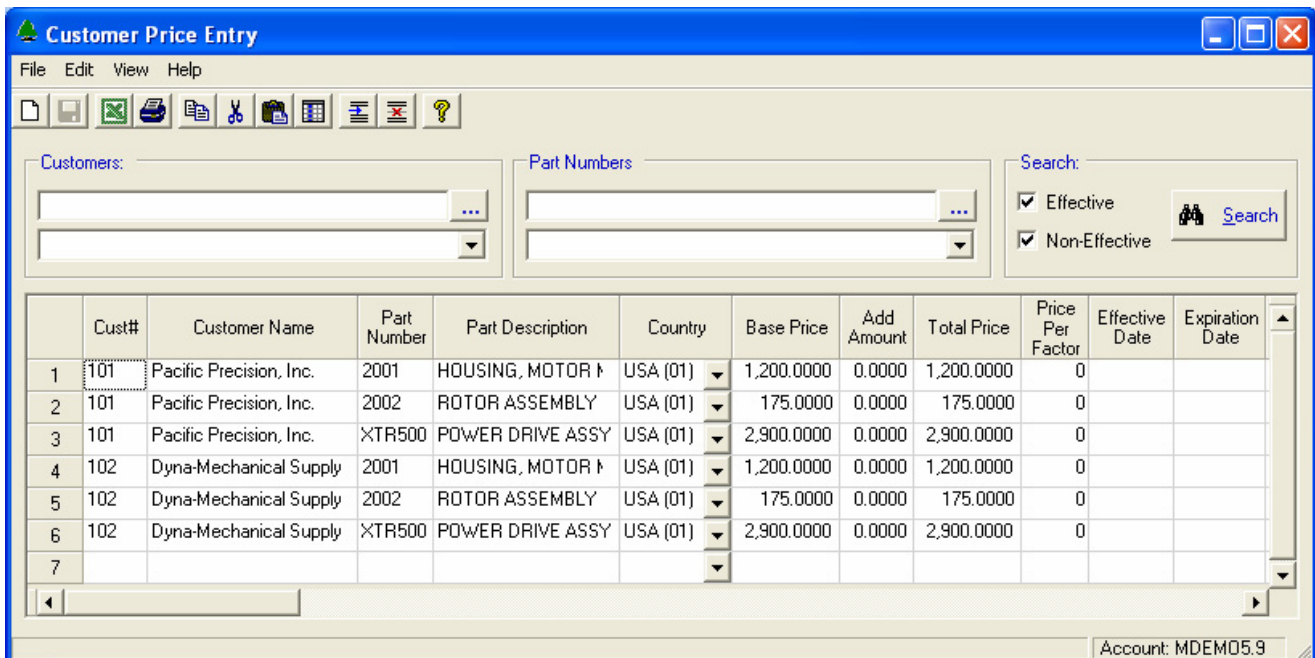 Customer Price Entry
File Edit View Help
Customers: Part Numbers Search:
... ... Effective Search
Non-Effective
Cust# Customer Name Part Number Part Description Country Base Price Add Amount Total Price Price Per Factor Effective Date Expiration Date
1 101 Pacific Precision, Inc. 2001 HOUSING, MOTOR USA (01) 1,200.0000 0.0000 1,200.0000 0
2 101 Pacific Precision, Inc. 2002 ROTOR ASSEMBLY USA (01) 175.0000 0.0000 175.0000 0
3 101 Pacific Precision, Inc. XTR500 POWER DRIVE ASSY USA (01) 2,900.0000 0.0000 2,900.0000 0
4 102 Dyna-Mechanical Supply 2001 HOUSING, MOTOR USA (01) 1,200.0000 0.0000 1,200.0000 0
5 102 Dyna-Mechanical Supply 2002 ROTOR ASSEMBLY USA (01) 175.0000 0.0000 175.0000 0
6 102 Dyna-Mechanical Supply XTR500 POWER DRIVE ASSY USA (01) 2,900.0000 0.0000 2,900.0000 0
7
Account: MDEMO5.9